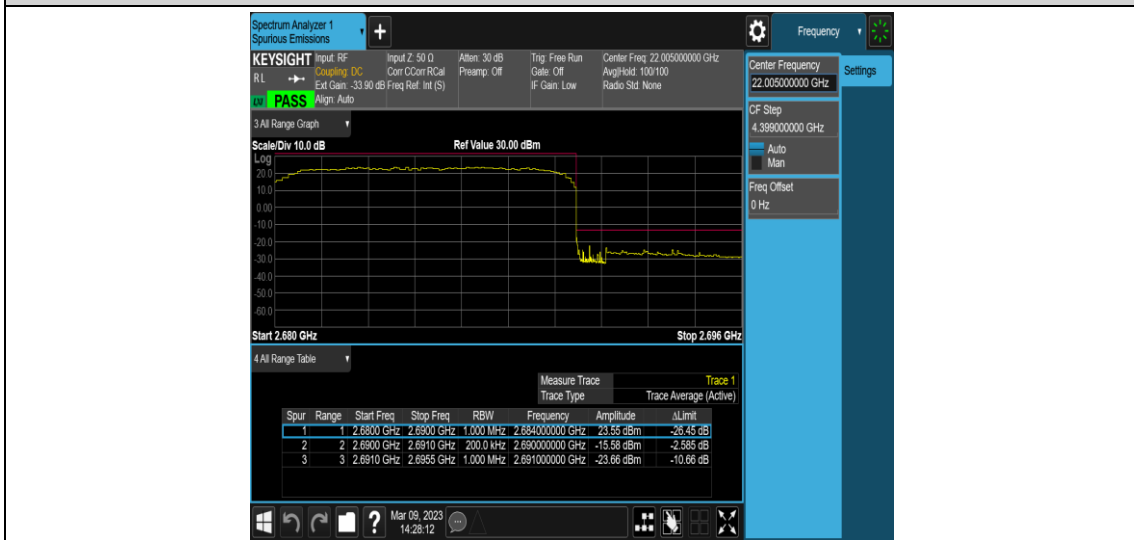 Spectrum Analyzer 1
Spurious Emissions
+
Frequency
KEYSIGHT Input: RF Input Z: 50 Ω Atten: 30 dB Trig: Free Run Center Freq: 22.005000000 GHz
RL Coupling: DC Corr CCorr RCal Preamp: Off Gate: Off Avg|Hold: 100/100
Ext Gain: -33.90 dB Freq Ref: Int (S) IF Gain: Low Radio Std: None
PASS Align: Auto
Center Frequency
22.005000000 GHz
Settings
CF Step
4.399000000 GHz
Auto
Man
Freq Offset
0 Hz
3 All Range Graph
Scale/Div 10.0 dB Ref Value 30.00 dBm
Log
20.0
10.0
0.00
-10.0
-20.0
-30.0
-40.0
-50.0
-60.0
Start 2.680 GHz Stop 2.696 GHz
4 All Range Table
Measure Trace Trace 1
Trace Type Trace Average (Active)
Spur Range Start Freq Stop Freq RBW Frequency Amplitude ΔLimit
1 1 2.6800 GHz 2.6900 GHz 1.000 MHz 2.684000000 GHz 23.55 dBm -26.45 dB
2 2 2.6900 GHz 2.6910 GHz 200.0 kHz 2.690000000 GHz -15.58 dBm -2.585 dB
3 3 2.6910 GHz 2.6955 GHz 1.000 MHz 2.691000000 GHz -23.66 dBm -10.66 dB
? Mar 09, 2023
14:28:12